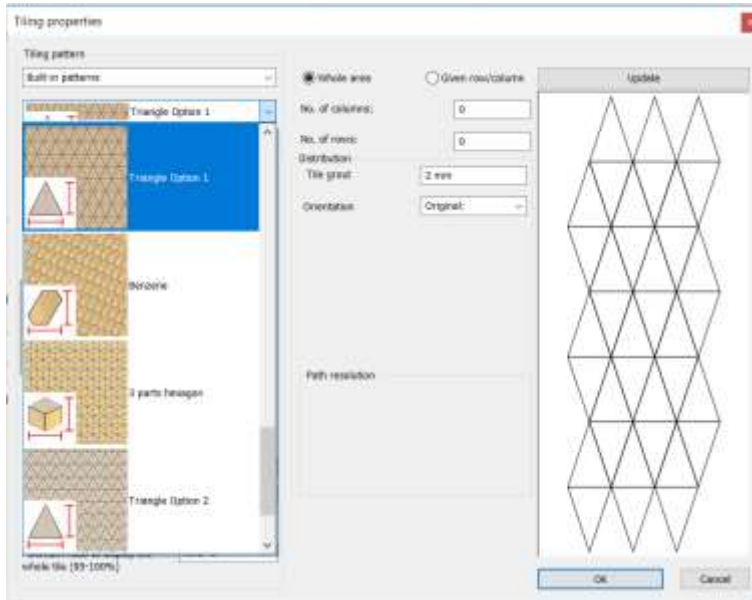 Tiling properties
Tiling pattern
Built in patterns
Whole area
Given row/column
Update
Triangle Option 1
No. of columns:
0
No. of rows:
0
Distribution
Tile grout
2 mm
Orientation
Original:
Triangle Option 1
Benzene
3 parts hexagon
Path resolution
Triangle Option 2
whole tile (95-100%)
OK
Cancel